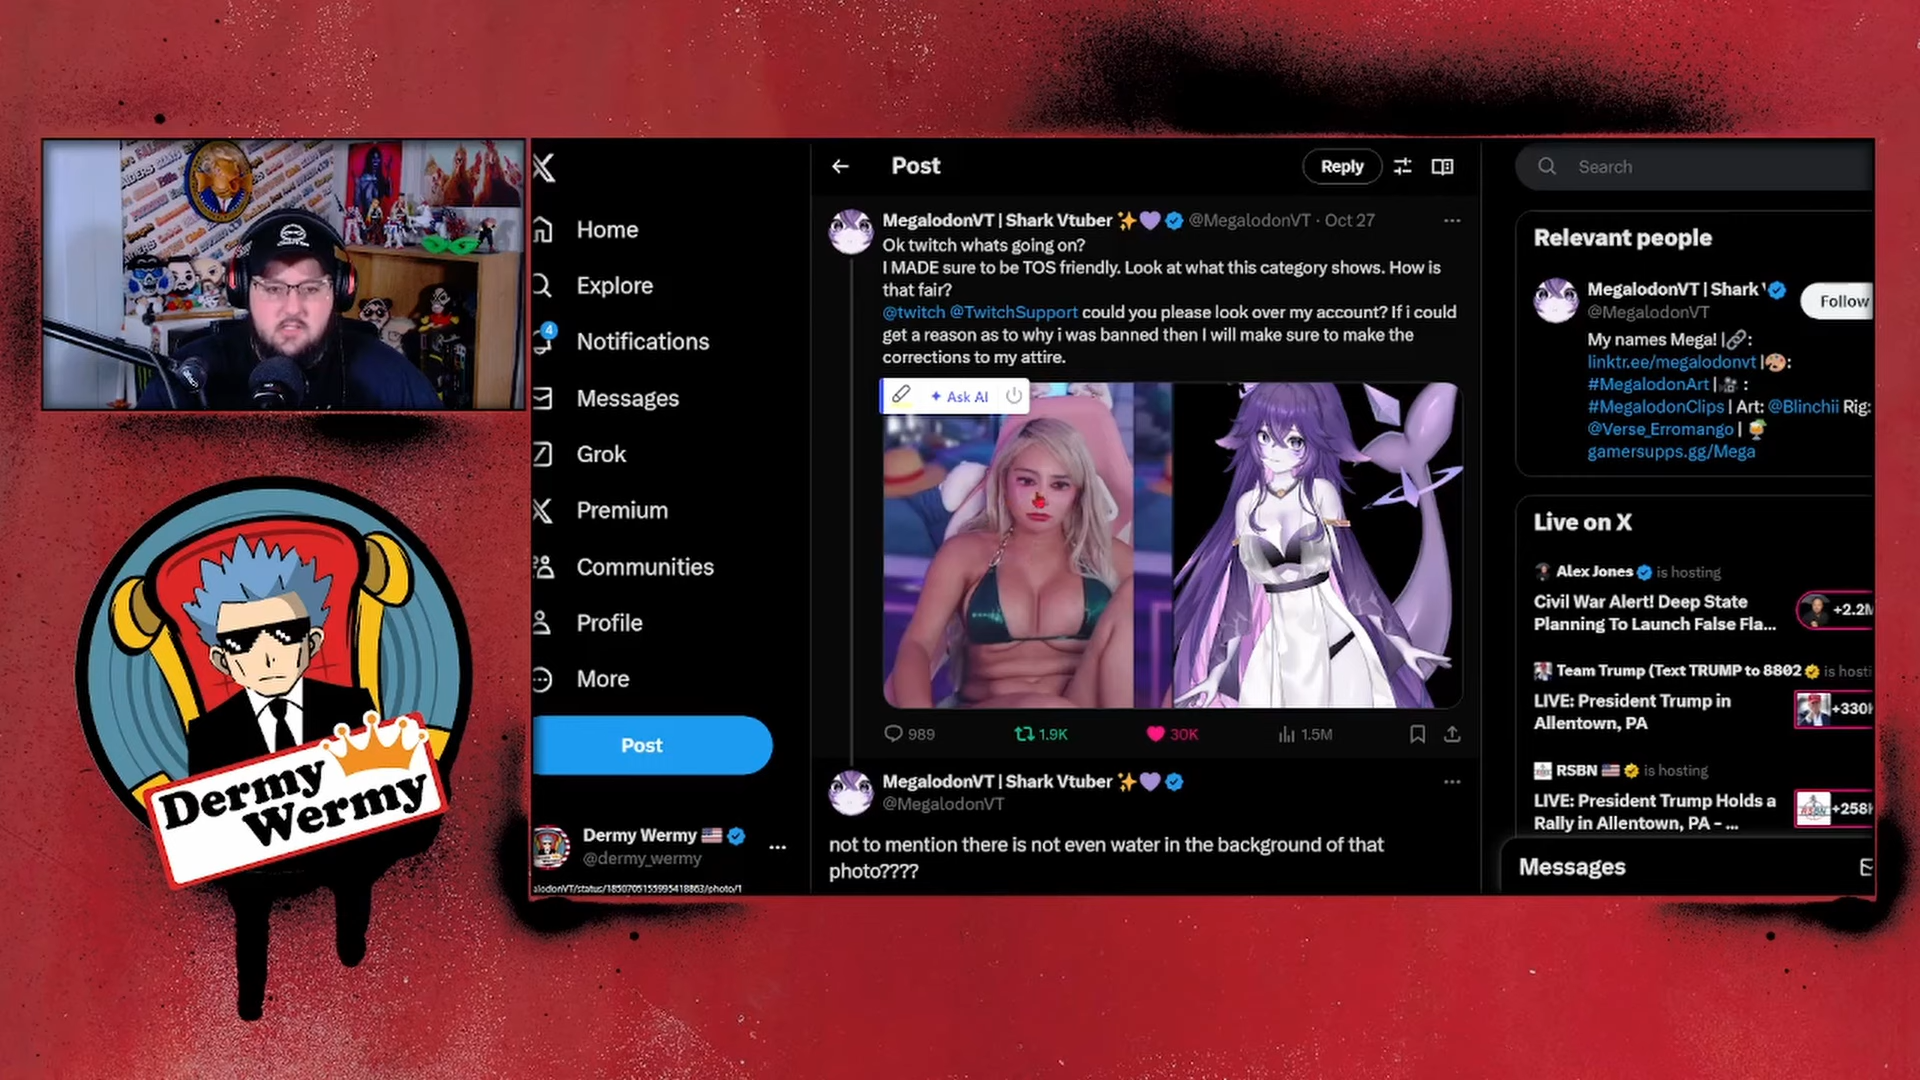 Dermy
Wermy
Home
Explore
4
Notifications
Messages
Grok
Premium
Communities
Profile
More
Post
Dermy Wermy
@dermy_wermy
alodonVT/status/1850705155995418863/photo/1
Post
Reply
MegalodonVT | Shark Vtuber @MegalodonVT · Oct 27
Ok twitch whats going on?
I MADE sure to be TOS friendly. Look at what this category shows. How is
that fair?
@twitch @TwitchSupport could you please look over my account? If i could
get a reason as to why i was banned then I will make sure to make the
corrections to my attire.
Ask AI
989
1.9K
30K
1.5M
MegalodonVT | Shark Vtuber
@MegalodonVT
not to mention there is not even water in the background of that
photo????
Search
Relevant people
MegalodonVT | Shark
@MegalodonVT
Follow
My names Mega! | :
linktr.ee/megalodonvt | :
#MegalodonArt | :
#MegalodonClips | Art: @Blinchii Rig:
@Verse_Erromango |
gamersupps.gg/Mega
Live on X
Alex Jones is hosting
Civil War Alert! Deep State
Planning To Launch False Fla...
+2.2M
Team Trump (Text TRUMP to 8802 is hosti
LIVE: President Trump in
Allentown, PA
+330K
RSBN is hosting
LIVE: President Trump Holds a
Rally in Allentown, PA - ...
+258K
Messages